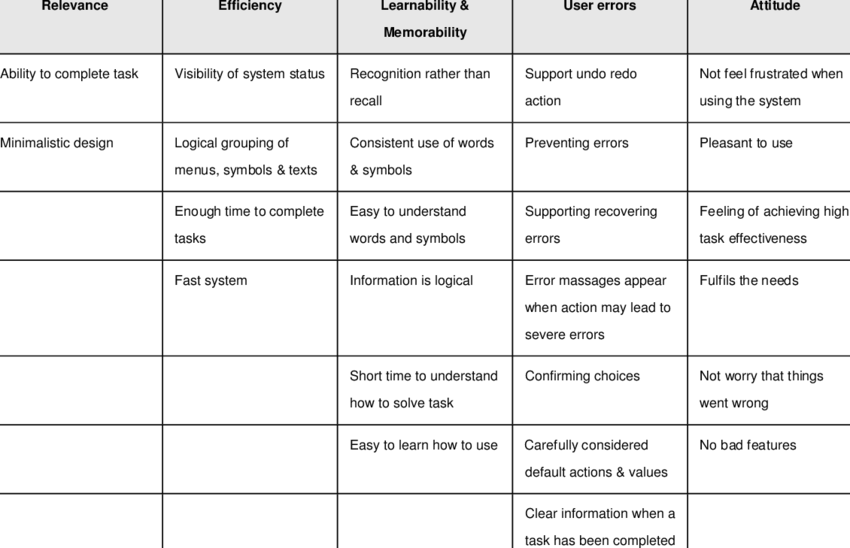 Relevance Efficiency Learnability & User errors Attitude
Memorability
Ability to complete task Visibility of system status Recognition rather than Support undo redo Not feel frustrated when
recall action using the system
Minimalistic design Logical grouping of Consistent use of words Preventing errors Pleasant to use
menus, symbols & texts & symbols
Enough time to complete Easy to understand Supporting recovering Feeling of achieving high
tasks words and symbols errors task effectiveness
Fast system Information is logical Error massages appear Fulfils the needs
when action may lead to
severe errors
Short time to understand Confirming choices Not worry that things
how to solve task went wrong
Easy to learn how to use Carefully considered No bad features
default actions & values
Clear information when a
task has been completed